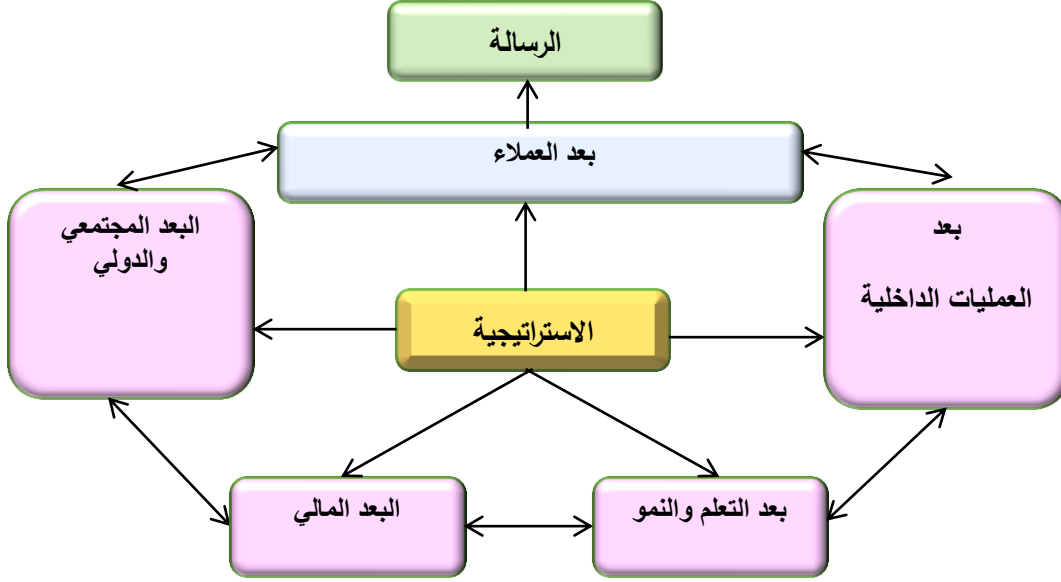 الرسالة
بعد العملاء
بعد
العمليات الداخلية
البعد المجتمعي
والدولي
الاستراتيجية
بعد التعلم والنمو
البعد المالي